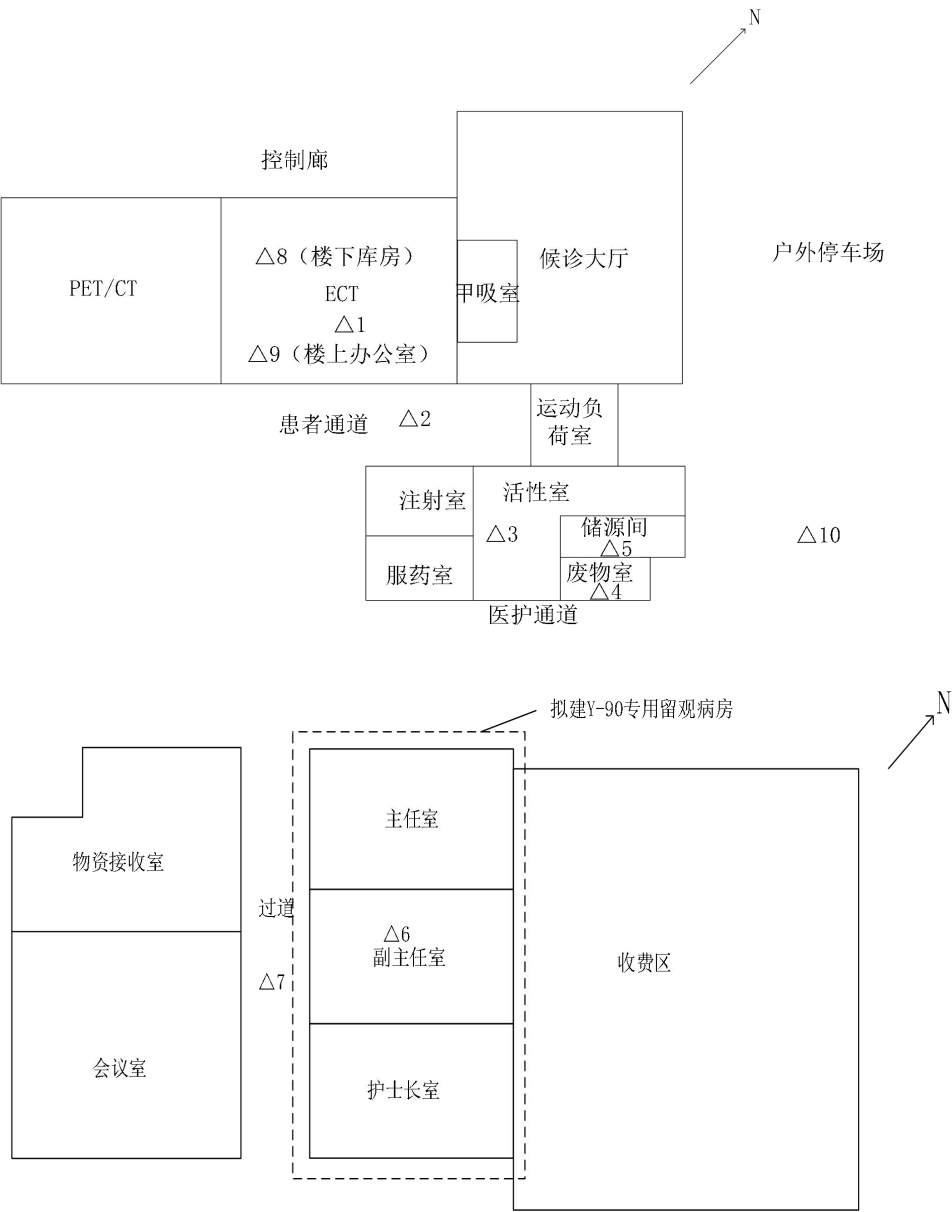 N
控制廊
△8（楼下库房）
候诊大厅
户外停车场
PET/CT
ECT
甲吸室
△1
△9（楼上办公室）
患者通道
△2
运动负
荷室
注射室
活性室
△3
储源间
△5
△10
服药室
废物室
△4
医护通道
拟建Y-90专用留观病房
N
主任室
物资接收室
过道
△6
副主任室
收费区
△7
会议室
护士长室